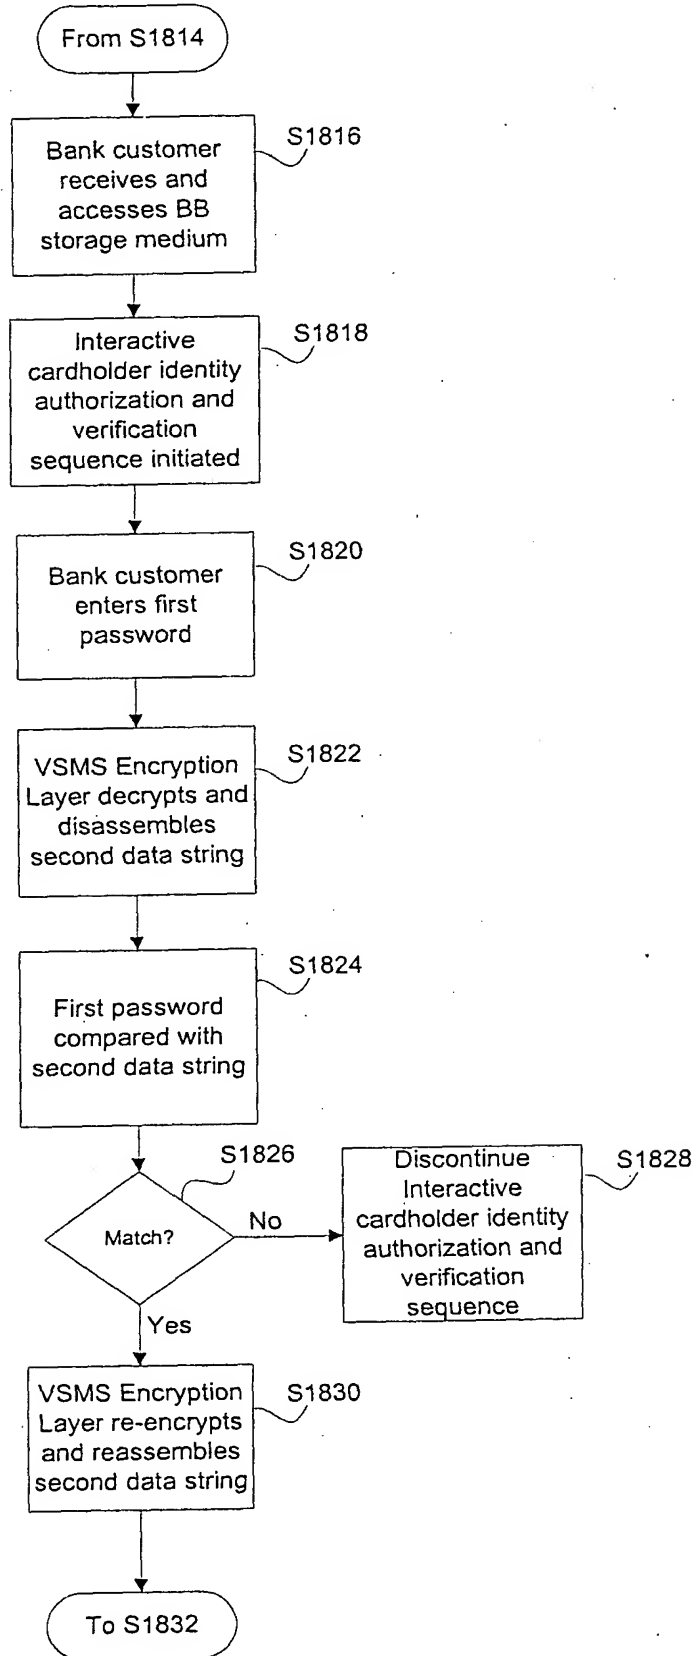 From S1814
S1816
Bank customer
receives and
accesses BB
storage medium
S1818
Interactive
cardholder identity
authorization and
verification
sequence initiated
S1820
Bank customer
enters first
password
S1822
VSMS Encryption
Layer decrypts and
disassembles
second data string
S1824
First password
compared with
second data string
S1826
Match?
No
S1828
Discontinue
Interactive
cardholder identity
authorization and
verification
sequence
Yes
S1830
VSMS Encryption
Layer re-encrypts
and reassembles
second data string
To S1832